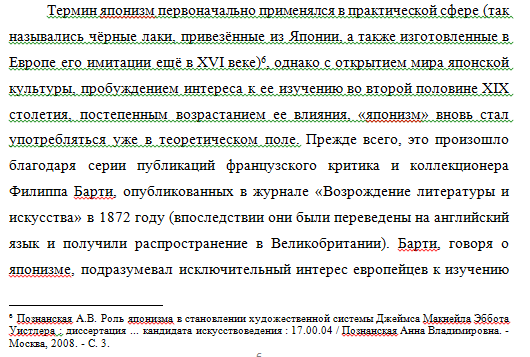 Термин японизм первоначально применялся в практической сфере (так
назывались чёрные лаки, привезённые из Японии, а также изготовленные в
Европе его имитации ещё в XVI веке)⁶, однако с открытием мира японской
культуры, пробуждением интереса к ее изучению во второй половине XIX
столетия, постепенным возрастанием ее влияния, «японизм» вновь стал
употребляться уже в теоретическом поле. Прежде всего, это произошло
благодаря серии публикаций французского критика и коллекционера
Филиппа Барти, опубликованных в журнале «Возрождение литературы и
искусства» в 1872 году (впоследствии они были переведены на английский
язык и получили распространение в Великобритании). Барти, говоря о
японизме, подразумевал исключительный интерес европейцев к изучению
⁶ Познанская А.В. Роль японизма в становлении художественной системы Джеймса Макнейла Эббота
Уистлера : диссертация ... кандидата искусствоведения : 17.00.04 / Познанская Анна Владимировна. -
Москва, 2008. - С. 3.